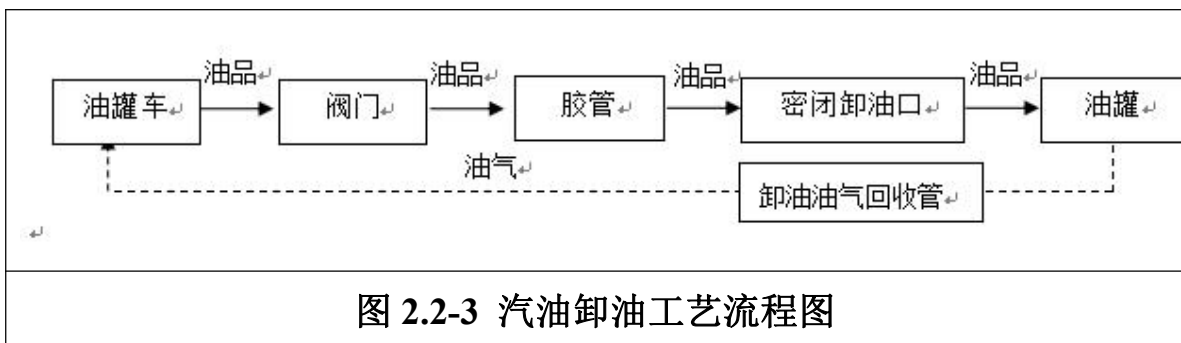 油品 油品 油品 油品
油罐车 阀门 胶管 密闭卸油口 油罐
油气
卸油油气回收管
图 2.2-3 汽油卸油工艺流程图